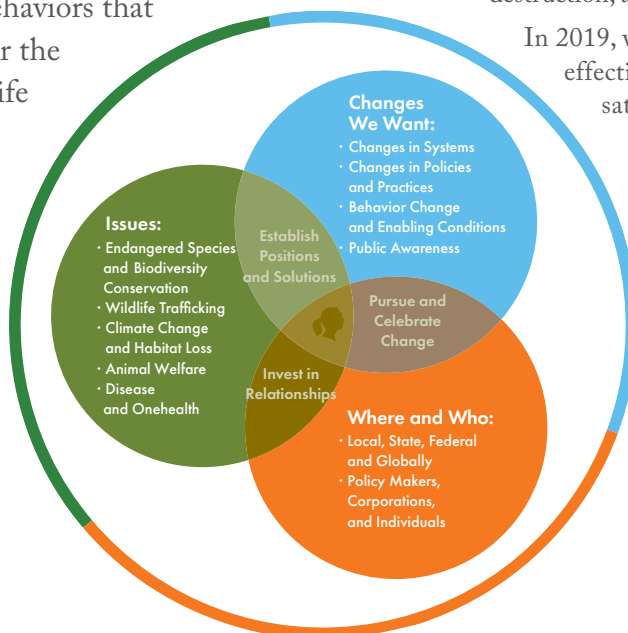 ehaviors that
r the
ife
destruction, a
In 2019, w
effecti
sat
Changes
We Want:
· Changes in Systems
· Changes in Policies
and Practices
· Behavior Change
and Enabling Conditions
· Public Awareness
Issues:
· Endangered Species
and Biodiversity
Conservation
· Wildlife Trafficking
· Climate Change
and Habitat Loss
· Animal Welfare
· Disease
and Onehealth
Establish
Positions
and Solutions
Pursue and
Celebrate
Change
Invest in
Relationships
Where and Who:
· Local, State, Federal
and Globally
· Policy Makers,
Corporations,
and Individuals